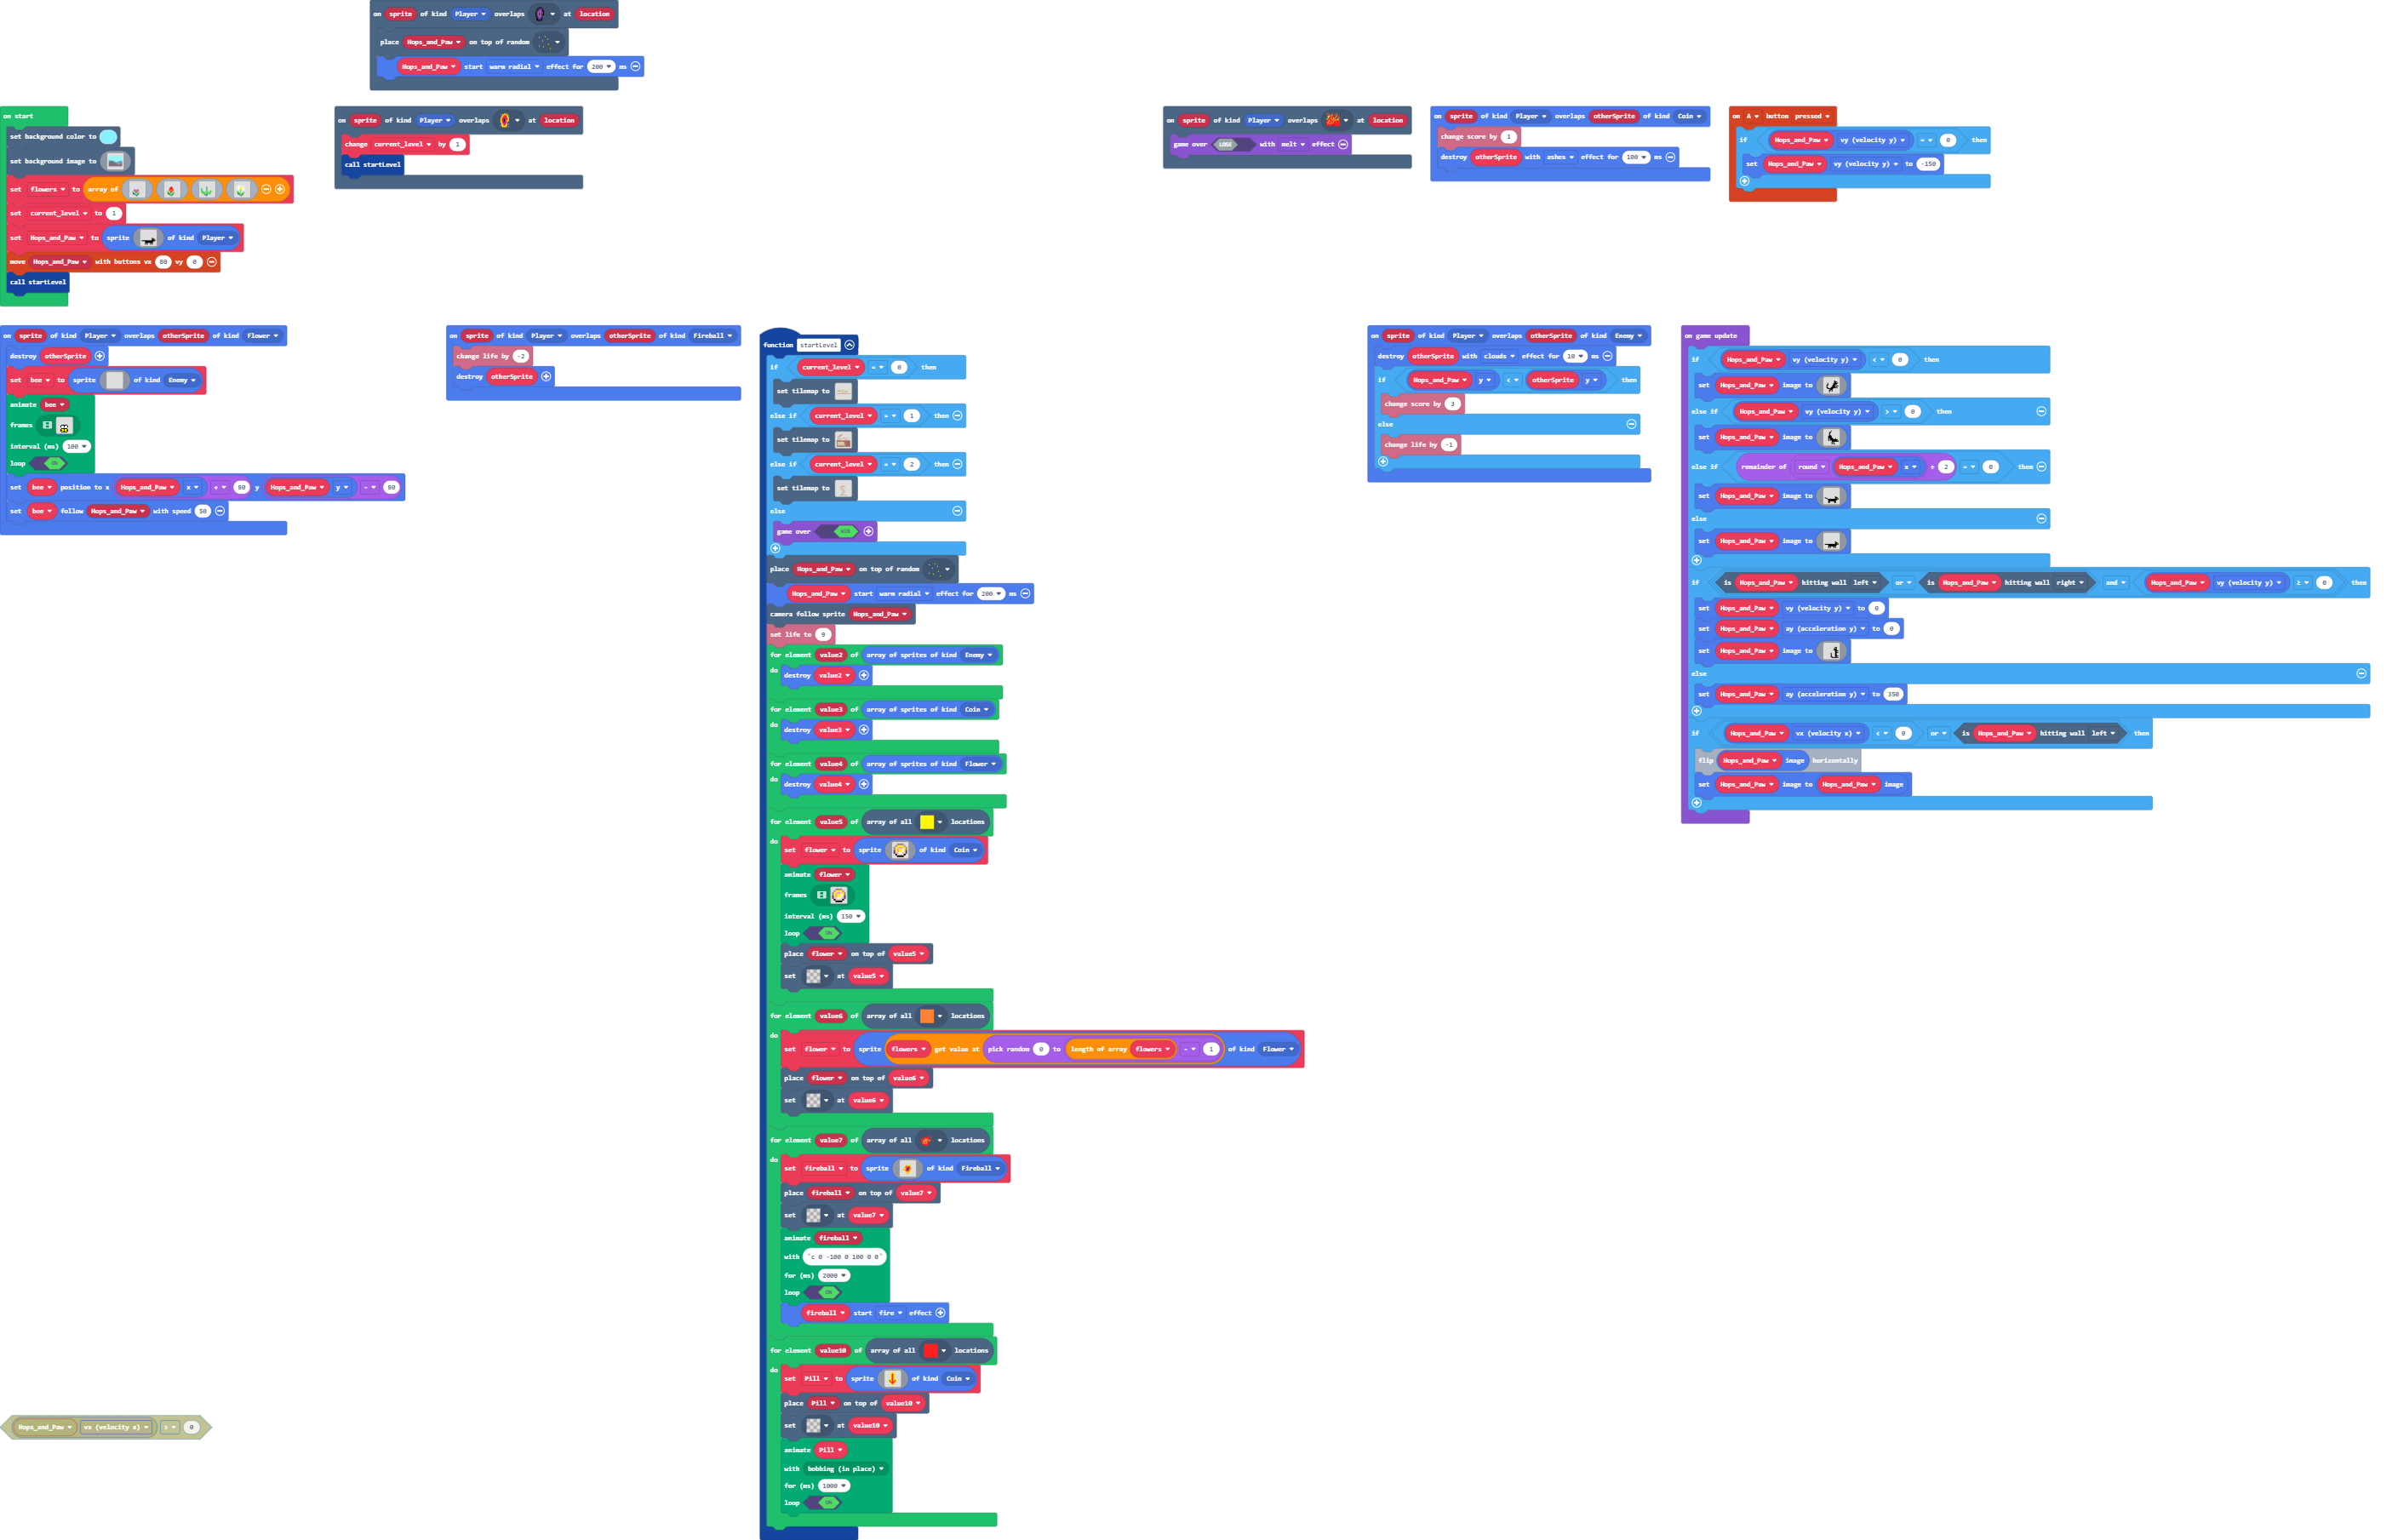 on sprite of kind Player overlaps at location
place Hops_and_Paw on top of random
Hops_and_Paw start warm radial effect for 200 ms
on start
set background color to
set background image to
set flowers to array of
set current_level to 1
set Hops_and_Paw to sprite of kind Player
move Hops_and_Paw with buttons vx 80 vy 0
call startLevel
on sprite of kind Player overlaps at location
change current_level by 1
call startLevel
on sprite of kind Player overlaps at location
game over LOSE with melt effect
on sprite of kind Player overlaps otherSprite of kind Coin
change score by 1
destroy otherSprite with ashes effect for 100 ms
on A button pressed
if Hops_and_Paw vy (velocity y) = 0 then
set Hops_and_Paw vy (velocity y) to -150
on sprite of kind Player overlaps otherSprite of kind Flower
destroy otherSprite
set bee to sprite of kind Enemy
animate bee
frames
interval (ms) 100
loop ON
set bee position to x Hops_and_Paw x + 80 y Hops_and_Paw y - 80
set bee follow Hops_and_Paw with speed 50
on sprite of kind Player overlaps otherSprite of kind Fireball
change life by -2
destroy otherSprite
function startLevel
if current_level = 0 then
set tilemap to
else if current_level = 1 then
set tilemap to
else if current_level = 2 then
set tilemap to
else
game over WIN
place Hops_and_Paw on top of random
Hops_and_Paw start warm radial effect for 200 ms
camera follow sprite Hops_and_Paw
set life to 9
for element value2 of array of sprites of kind Enemy
do destroy value2
for element value3 of array of sprites of kind Coin
do destroy value3
for element value4 of array of sprites of kind Flower
do destroy value4
for element value5 of array of all locations
do set flower to sprite of kind Coin
animate flower
frames
interval (ms) 150
loop ON
place flower on top of value5
set at value5
for element value6 of array of all locations
do set flower to sprite flowers get value at pick random 0 to length of array flowers - 1 of kind Flower
place flower on top of value6
set at value6
for element value7 of array of all locations
do set fireball to sprite of kind Fireball
place fireball on top of value7
set at value7
animate fireball
with "c 0 -100 0 100 0 0"
for (ms) 2000
loop ON
fireball start fire effect
for element value10 of array of all locations
do set Pill to sprite of kind Coin
place Pill on top of value10
set at value10
animate Pill
with bobbing (in place)
for (ms) 1000
loop ON
on sprite of kind Player overlaps otherSprite of kind Enemy
destroy otherSprite with clouds effect for 10 ms
if Hops_and_Paw y < otherSprite y then
change score by 3
else
change life by -1
on game update
if Hops_and_Paw vy (velocity y) < 0 then
set Hops_and_Paw image to
else if Hops_and_Paw vy (velocity y) > 0 then
set Hops_and_Paw image to
else if remainder of round Hops_and_Paw x ÷ 2 = 0 then
set Hops_and_Paw image to
else
set Hops_and_Paw image to
if is Hops_and_Paw hitting wall left or is Hops_and_Paw hitting wall right and Hops_and_Paw vy (velocity y) ≥ 0 then
set Hops_and_Paw vy (velocity y) to 0
set Hops_and_Paw ay (acceleration y) to 0
set Hops_and_Paw image to
else
set Hops_and_Paw ay (acceleration y) to 350
if Hops_and_Paw vx (velocity x) < 0 or is Hops_and_Paw hitting wall left then
flip Hops_and_Paw image horizontally
set Hops_and_Paw image to Hops_and_Paw image
Hops_and_Paw vx (velocity x) > 0